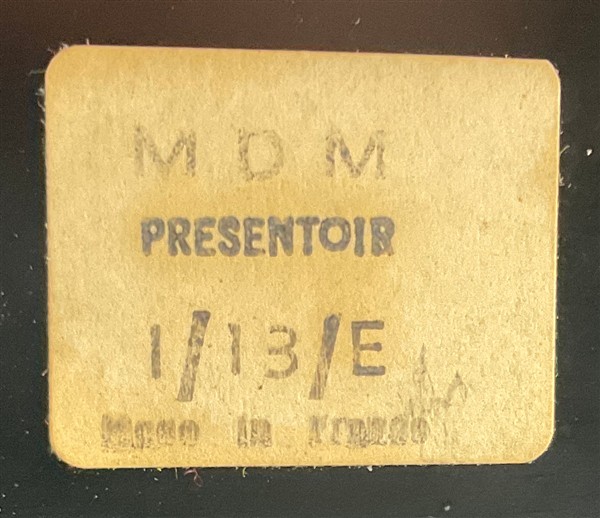 M D M
PRESENTOIR
1/13/E
Made in France